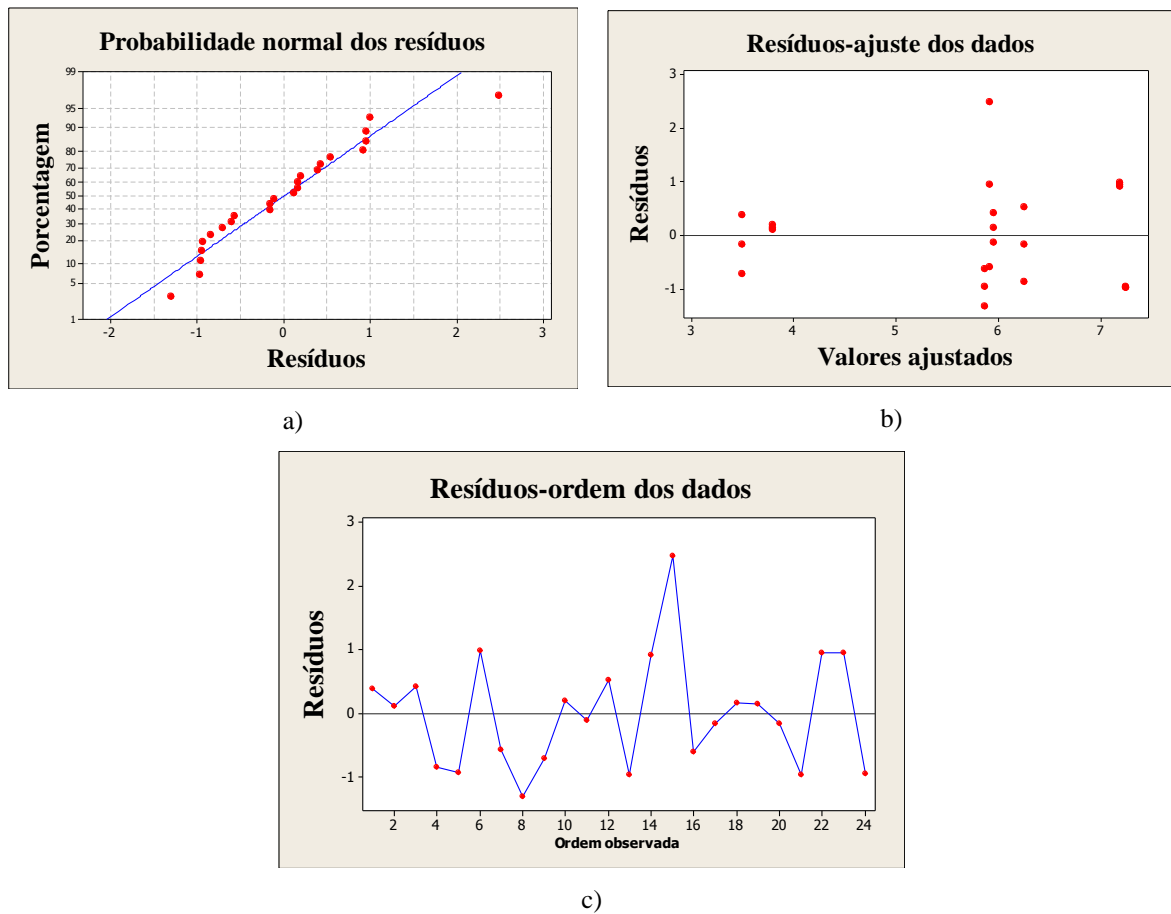 Probabilidade normal dos resíduos
Porcentagem
99
95
90
80
70
60
50
40
30
20
10
5
1
-2 -1 0 1 2 3
Resíduos
a)
Resíduos-ajuste dos dados
Resíduos
3
2
1
0
-1
3 4 5 6 7
Valores ajustados
b)
Resíduos-ordem dos dados
Resíduos
3
2
1
0
-1
2 4 6 8 10 12 14 16 18 20 22 24
Ordem observada
c)